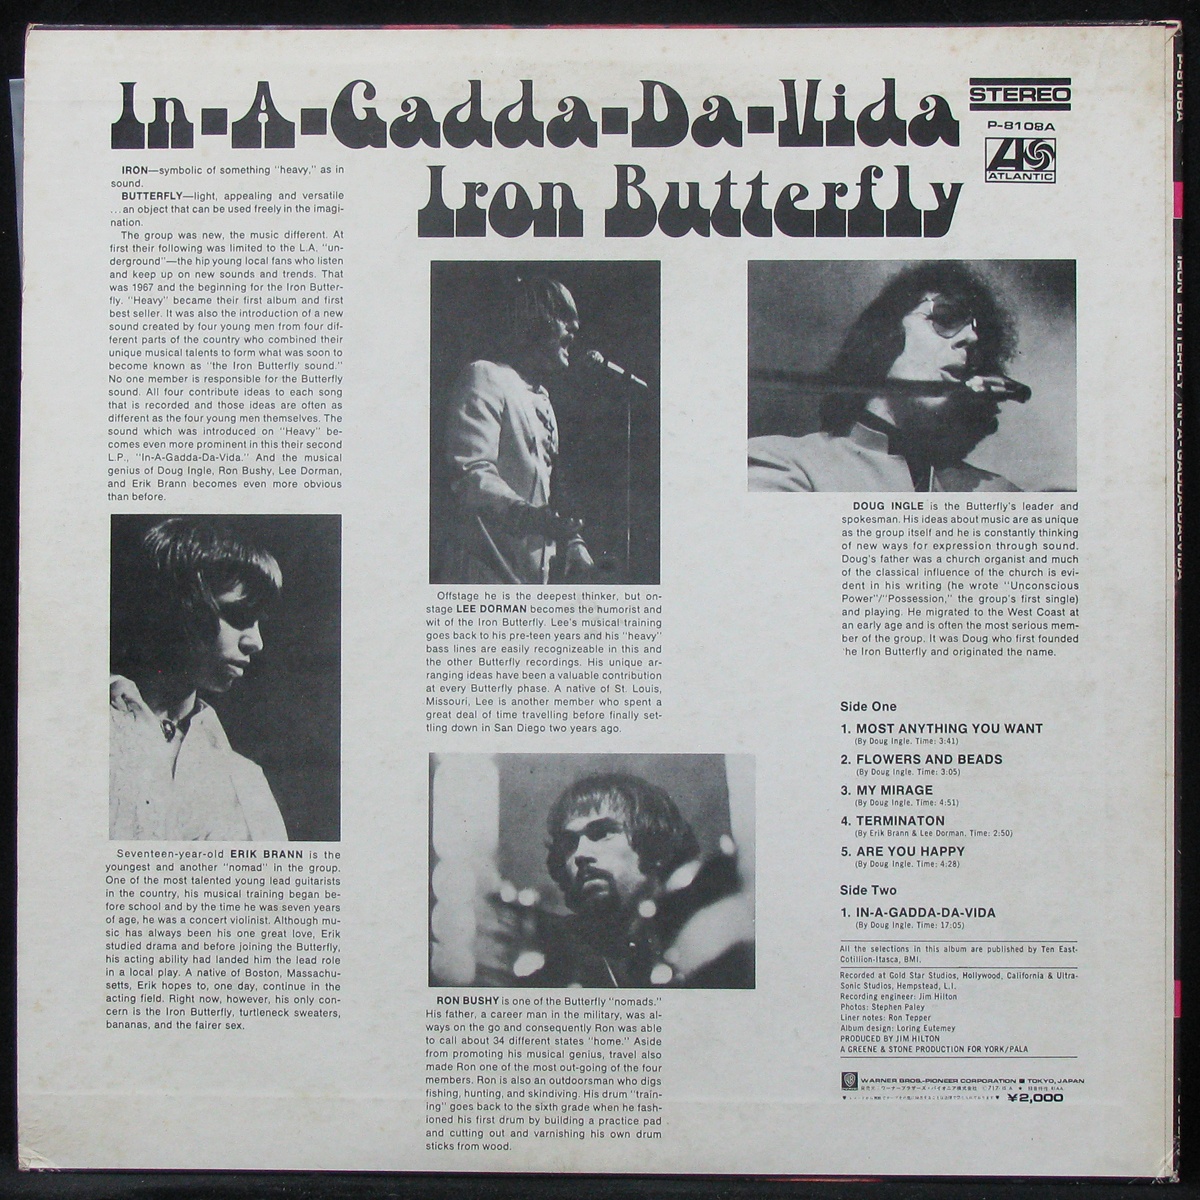 In-A-Gadda-Da-Vida
STEREO
P-8108A
ATLANTIC
Iron Butterfly
IRON—symbolic of something "heavy," as in
sound.
BUTTERFLY—light, appealing and versatile
...an object that can be used freely in the imagi-
nation.
The group was new, the music different. At
first their following was limited to the L.A. "un-
derground"—the hip young local fans who listen
and keep up on new sounds and trends. That
was 1967 and the beginning for the Iron Butter-
fly. "Heavy" became their first album and first
best seller. It was also the introduction of a new
sound created by four young men from four dif-
ferent parts of the country who combined their
unique musical talents to form what was soon to
become known as "the Iron Butterfly sound."
No one member is responsible for the Butterfly
sound. All four contribute ideas to each song
that is recorded and those ideas are often as
different as the four young men themselves. The
sound which was introduced on "Heavy" be-
comes even more prominent in this their second
L.P., "In-A-Gadda-Da-Vida." And the musical
genius of Doug Ingle, Ron Bushy, Lee Dorman,
and Erik Brann becomes even more obvious
than before.
Seventeen-year-old ERIK BRANN is the
youngest and another "nomad" in the group.
One of the most talented young lead guitarists
in the country, his musical training began be-
fore school and by the time he was seven years
of age, he was a concert violinist. Although mu-
sic has always been his one great love, Erik
studied drama and before joining the Butterfly,
his acting ability had landed him the lead role
in a local play. A native of Boston, Massachu-
setts, Erik hopes to, one day, continue in the
acting field. Right now, however, his only con-
cern is the Iron Butterfly, turtleneck sweaters,
bananas, and the fairer sex.
Offstage he is the deepest thinker, but on-
stage LEE DORMAN becomes the humorist and
wit of the Iron Butterfly. Lee's musical training
goes back to his pre-teen years and his "heavy"
bass lines are easily recognizeable in this and
the other Butterfly recordings. His unique ar-
ranging ideas have been a valuable contribution
at every Butterfly phase. A native of St. Louis,
Missouri, Lee is another member who spent a
great deal of time travelling before finally set-
tling down in San Diego two years ago.
RON BUSHY is one of the Butterfly "nomads."
His father, a career man in the military, was al-
ways on the go and consequently Ron was able
to call about 34 different states "home." Aside
from promoting his musical genius, travel also
made Ron one of the most out-going of the four
members. Ron is also an outdoorsman who digs
fishing, hunting, and skindiving. His drum "train-
ing" goes back to the sixth grade when he fash-
ioned his first drum by building a practice pad
and cutting out and varnishing his own drum
sticks from wood.
DOUG INGLE is the Butterfly's leader and
spokesman. His ideas about music are as unique
as the group itself and he is constantly thinking
of new ways for expression through sound.
Doug's father was a church organist and much
of the classical influence of the church is evi-
dent in his writing (he wrote "Unconscious
Power"/"Possession," the group's first single)
and playing. He migrated to the West Coast at
an early age and is often the most serious mem-
ber of the group. It was Doug who first founded
he Iron Butterfly and originated the name.
Side One
1. MOST ANYTHING YOU WANT
(By Doug Ingle. Time: 3:41)
2. FLOWERS AND BEADS
(By Doug Ingle. Time: 3:05)
3. MY MIRAGE
(By Doug Ingle. Time: 4:51)
4. TERMINATON
(By Erik Brann & Lee Dorman. Time: 2:50)
5. ARE YOU HAPPY
(By Doug Ingle. Time: 4:28)
Side Two
1. IN-A-GADDA-DA-VIDA
(By Doug Ingle. Time: 17:05)
All the selections in this album are published by Ten East-
Cotillion-Itasca, BMI.
Recorded at Gold Star Studios, Hollywood, California & Ultra-
Sonic Studios, Hempstead, L.I.
Recording engineer: Jim Hilton
Photos: Stephen Paley
Liner notes: Ron Tepper
Album design: Loring Eutemey
PRODUCED BY JIM HILTON
A GREENE & STONE PRODUCTION FOR YORK/PALA
WARNER BROS.-PIONEER CORPORATION ■ TOKYO, JAPAN
ワーナーブラザーズ・パイオニア株式会社
¥2,000
P-8108A
IRON BUTTERFLY / IN-A-GADDA-DA-VIDA